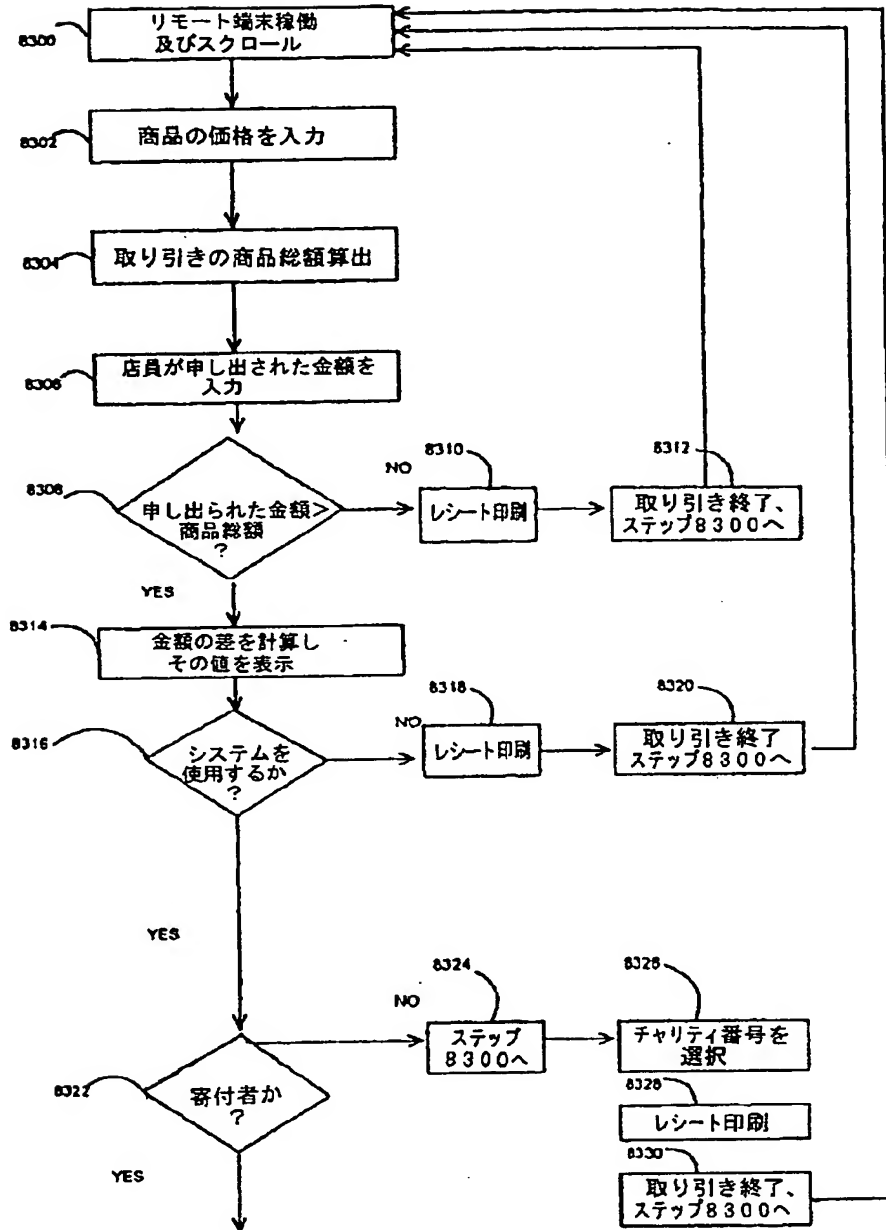 8300
リモート端末稼働
及びスクロール
8302
商品の価格を入力
8304
取り引きの商品総額算出
8306
店員が申し出された金額を
入力
8308
申し出られた金額>
商品総額
?
NO
8310
レシート印刷
8312
取り引き終了、
ステップ8300へ
YES
8314
金額の差を計算し
その値を表示
8316
システムを
使用するか
?
NO
8318
レシート印刷
8320
取り引き終了
ステップ8300へ
YES
8322
寄付者か
?
NO
8324
ステップ
8300へ
8326
チャリティ番号を
選択
8328
レシート印刷
8330
取り引き終了、
ステップ8300へ
YES